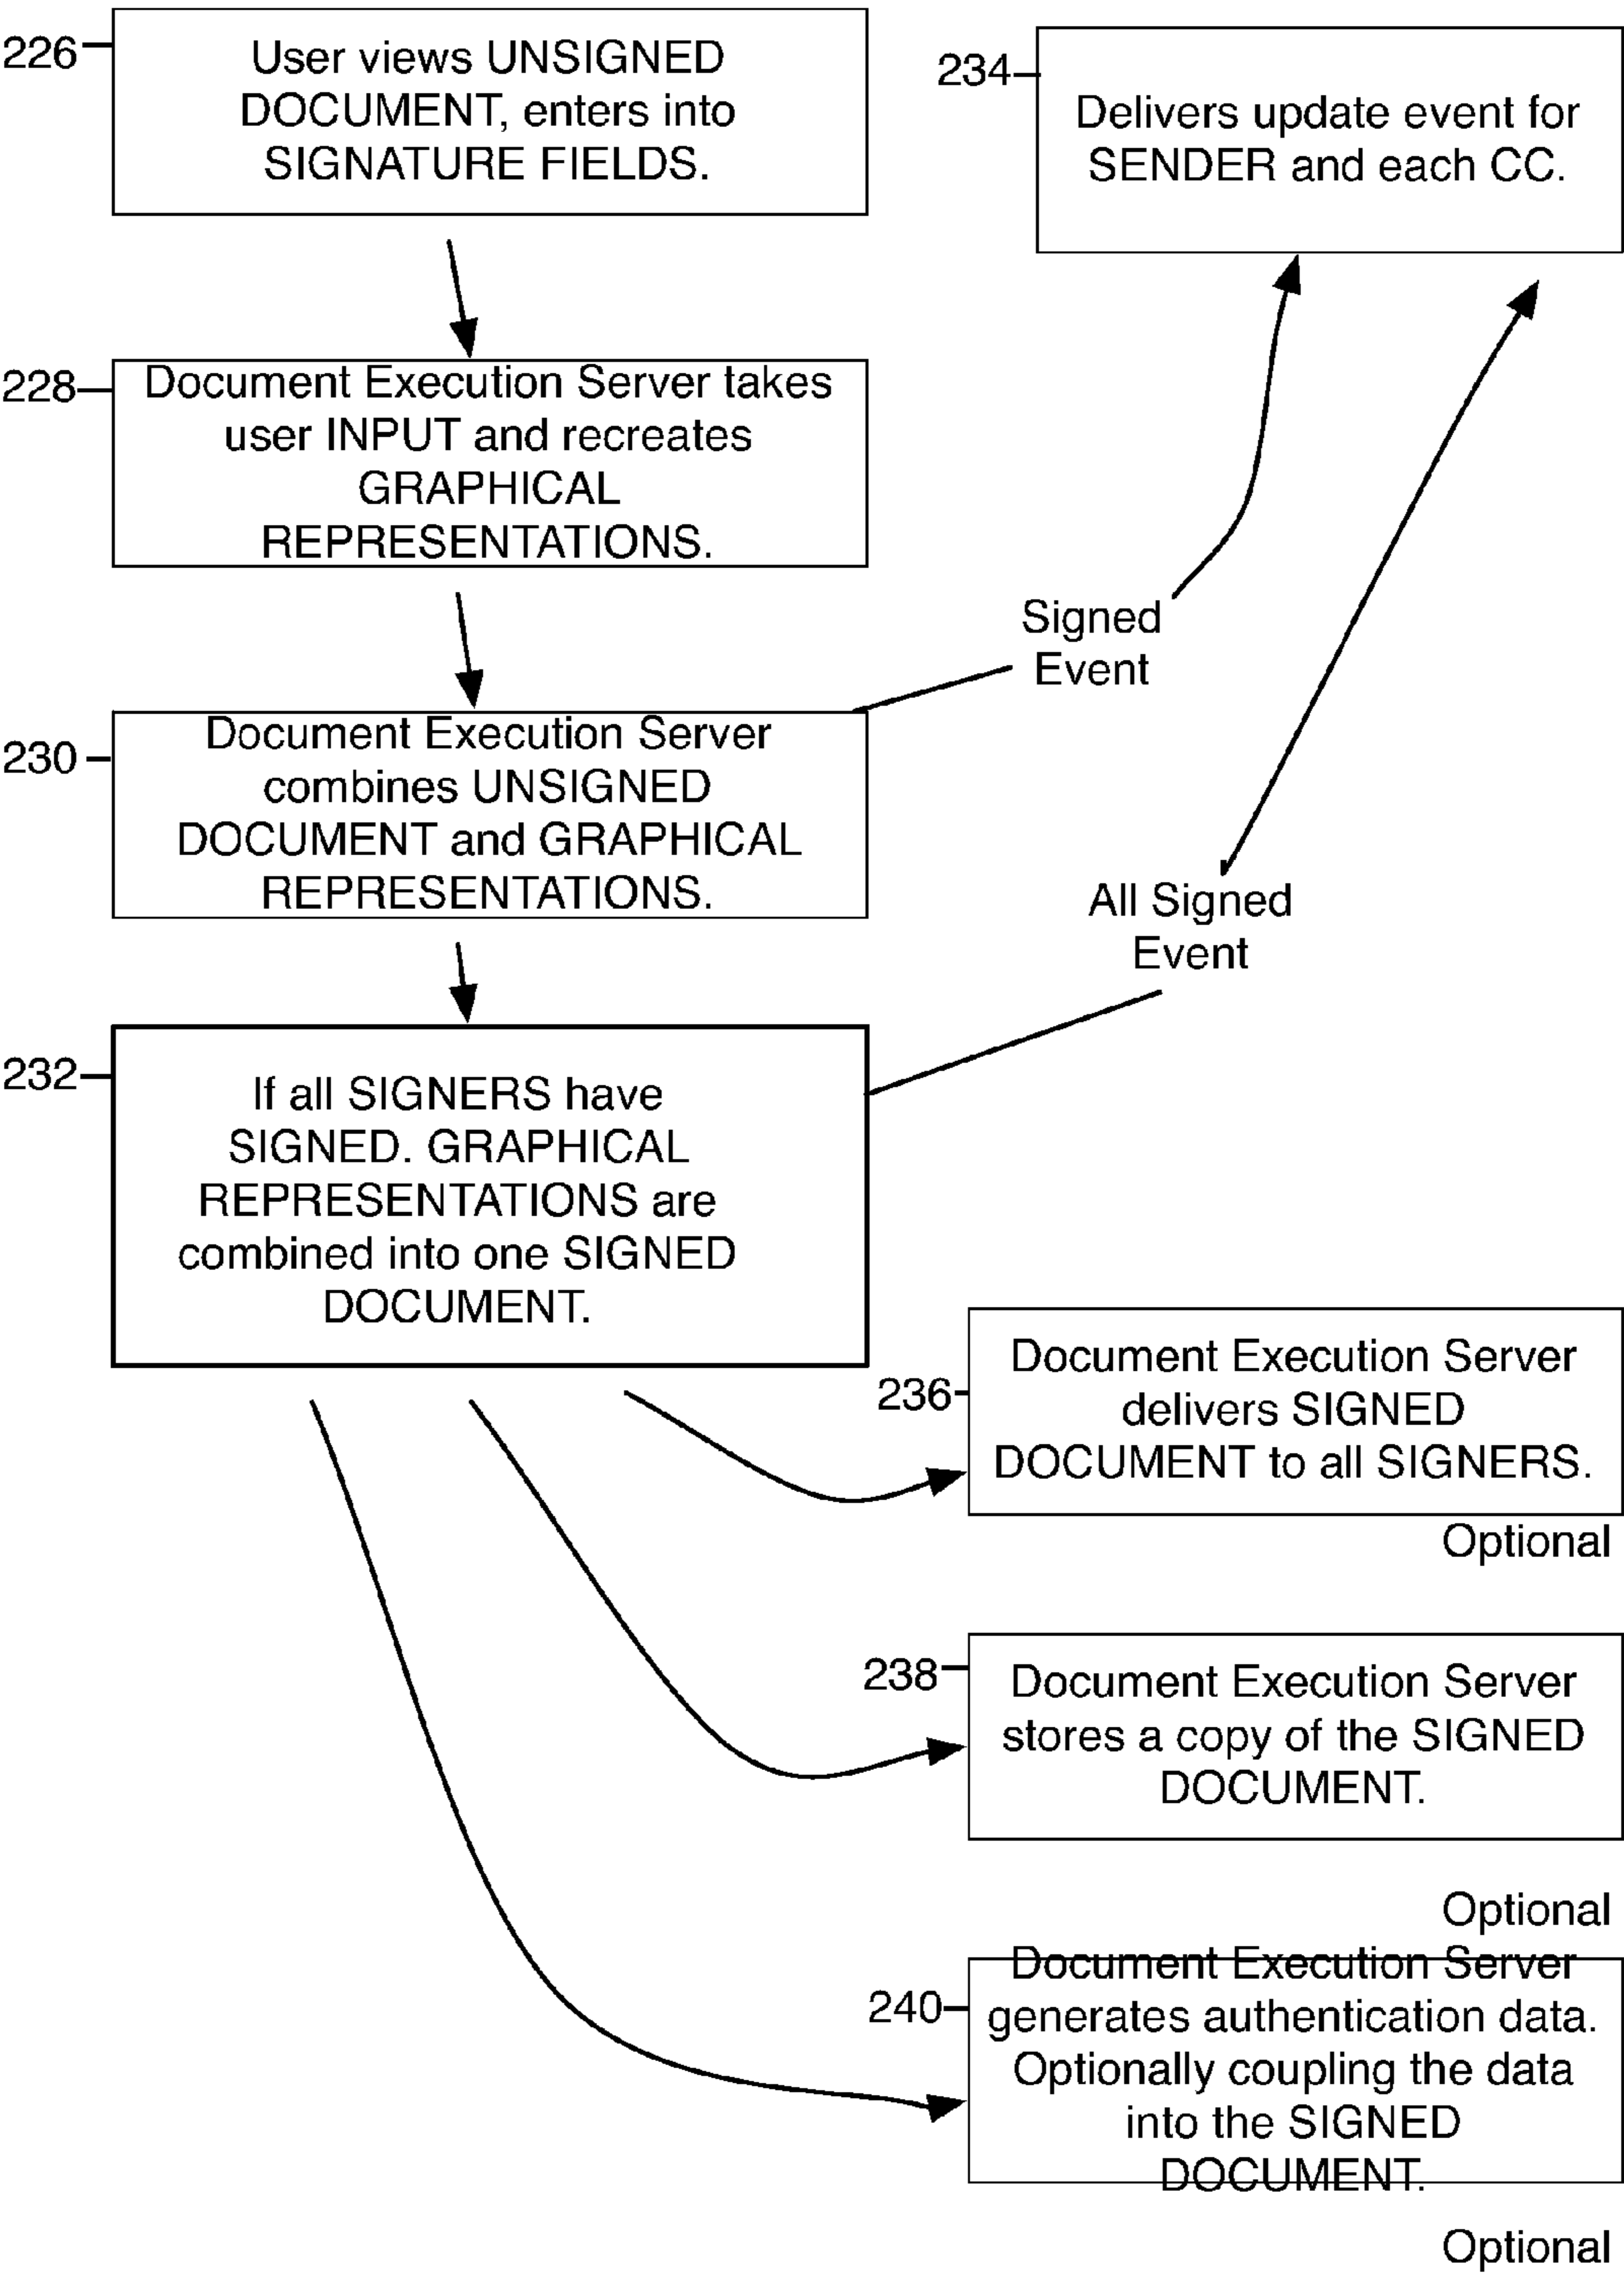 226
User views UNSIGNED
DOCUMENT, enters into
SIGNATURE FIELDS.
234
Delivers update event for
SENDER and each CC.
228
Document Execution Server takes
user INPUT and recreates
GRAPHICAL
REPRESENTATIONS.
Signed
Event
230
Document Execution Server
combines UNSIGNED
DOCUMENT and GRAPHICAL
REPRESENTATIONS.
All Signed
Event
232
If all SIGNERS have
SIGNED. GRAPHICAL
REPRESENTATIONS are
combined into one SIGNED
DOCUMENT.
236
Document Execution Server
delivers SIGNED
DOCUMENT to all SIGNERS.
Optional
238
Document Execution Server
stores a copy of the SIGNED
DOCUMENT.
Optional
240
Document Execution Server
generates authentication data.
Optionally coupling the data
into the SIGNED
DOCUMENT.
Optional